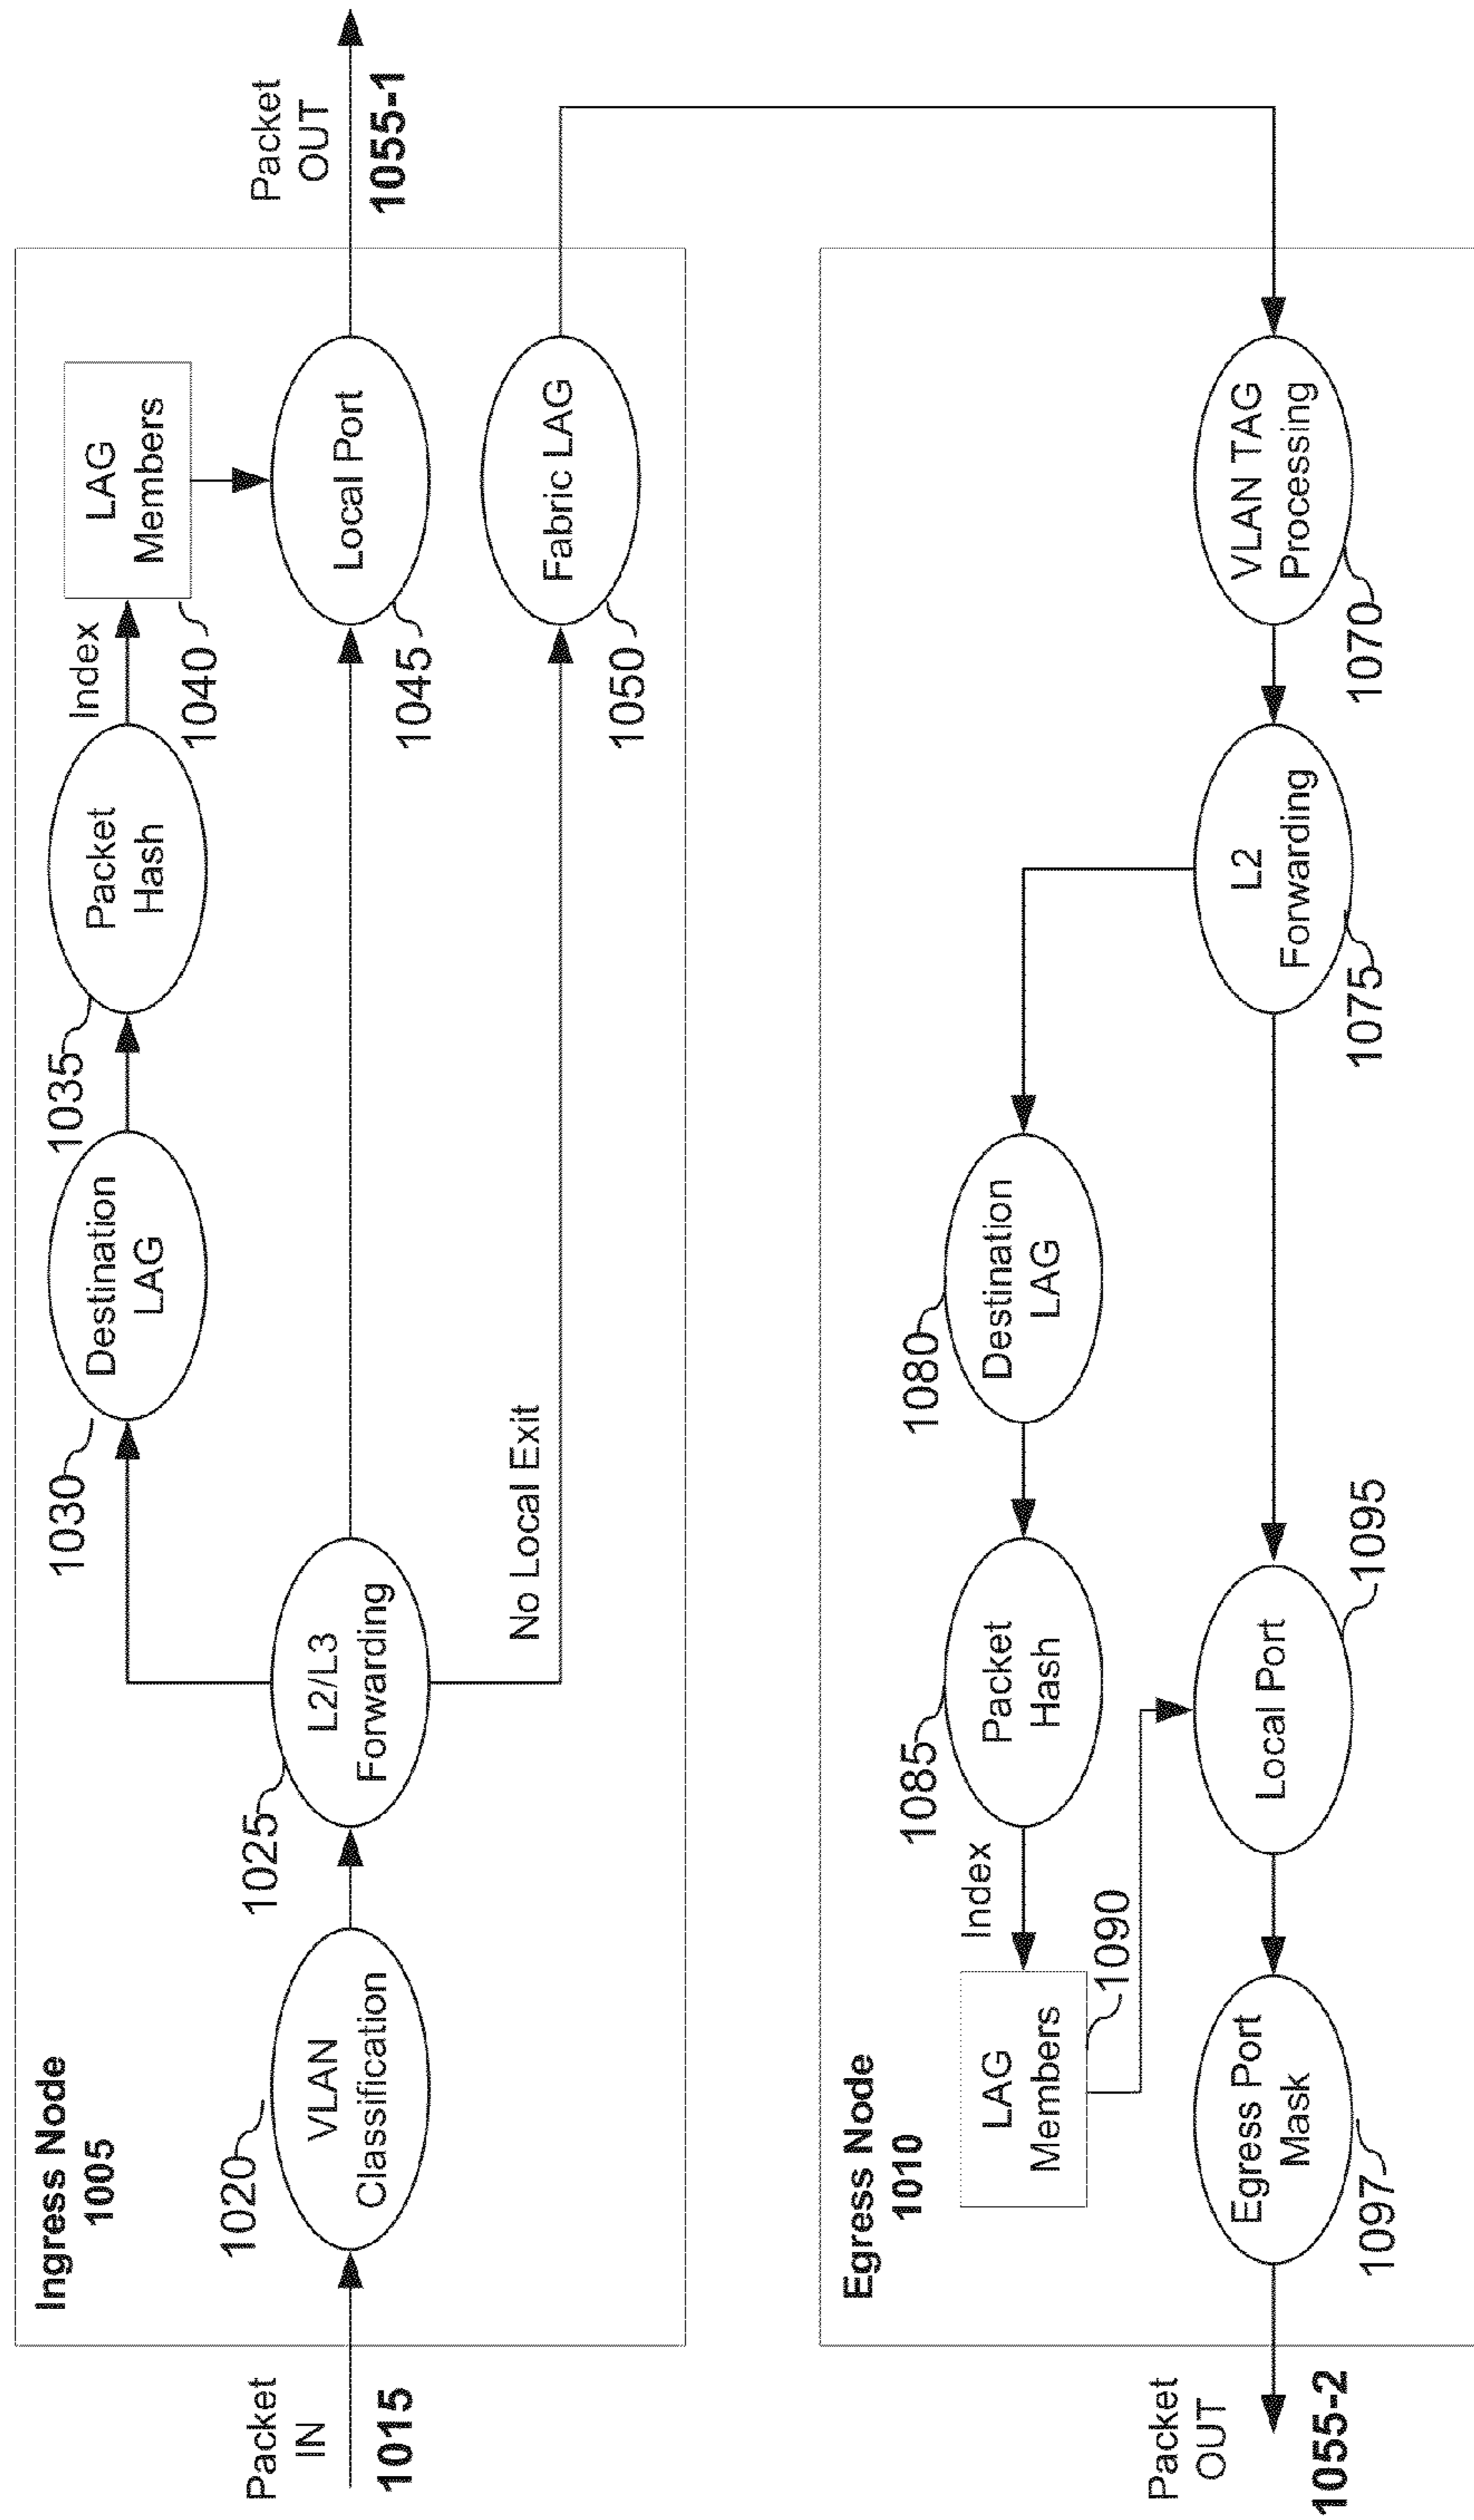 Ingress Node
1005
Packet
IN
1015
VLAN
Classification
1020
L2/L3
Forwarding
1025
Destination
LAG
1030
Packet
Hash
1035
Index
LAG
Members
1040
Local Port
1045
No Local Exit
Fabric LAG
1050
Packet
OUT
1055-1
Egress Node
1010
VLAN TAG
Processing
1070
L2
Forwarding
1075
Destination
LAG
1080
Packet
Hash
1085
Index
LAG
Members
1090
Local Port
1095
Egress Port
Mask
1097
Packet
OUT
1055-2